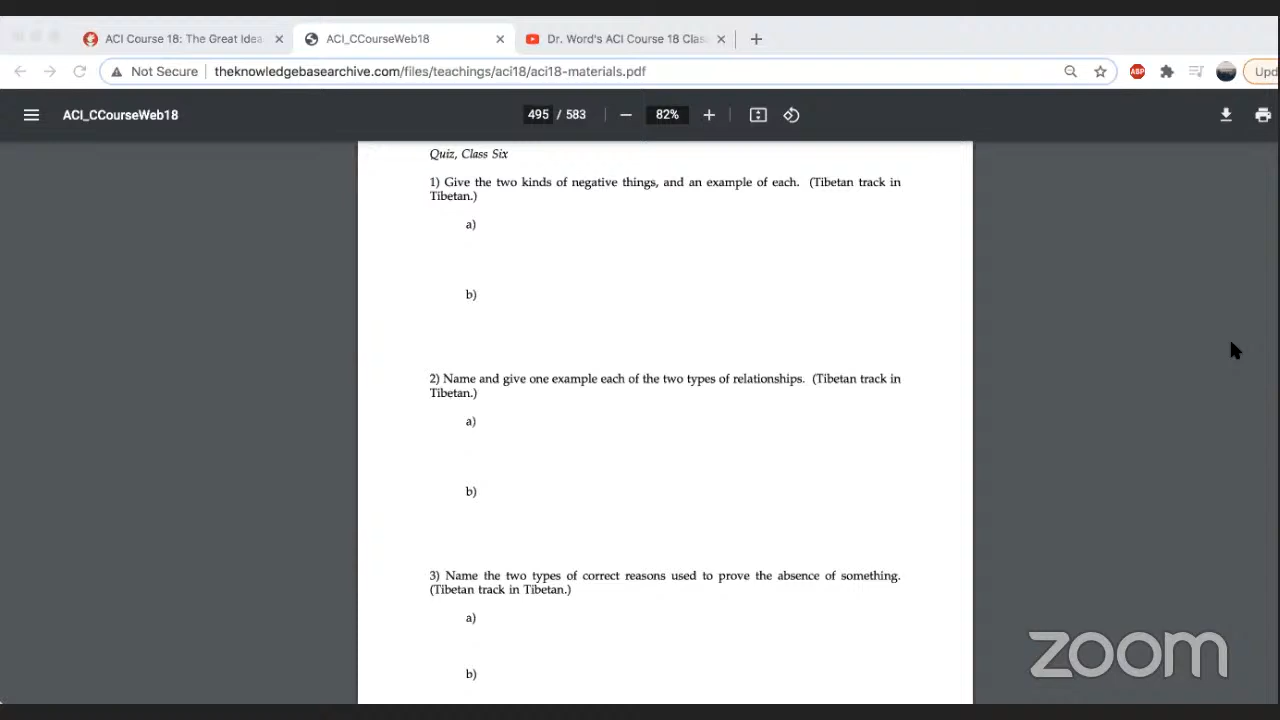 ACI Course 18: The Great Idea
ACI_CCourseWeb18
Dr. Word's ACI Course 18 Clas
Not Secure
theknowledgebasearchive.com/files/teachings/aci18/aci18-materials.pdf
ABP
Upd
ACI_CCourseWeb18
495 / 583
82%
Quiz, Class Six
1) Give the two kinds of negative things, and an example of each. (Tibetan track in
Tibetan.)
a)
b)
2) Name and give one example each of the two types of relationships. (Tibetan track in
Tibetan.)
a)
b)
3) Name the two types of correct reasons used to prove the absence of something.
(Tibetan track in Tibetan.)
a)
b)
zoom